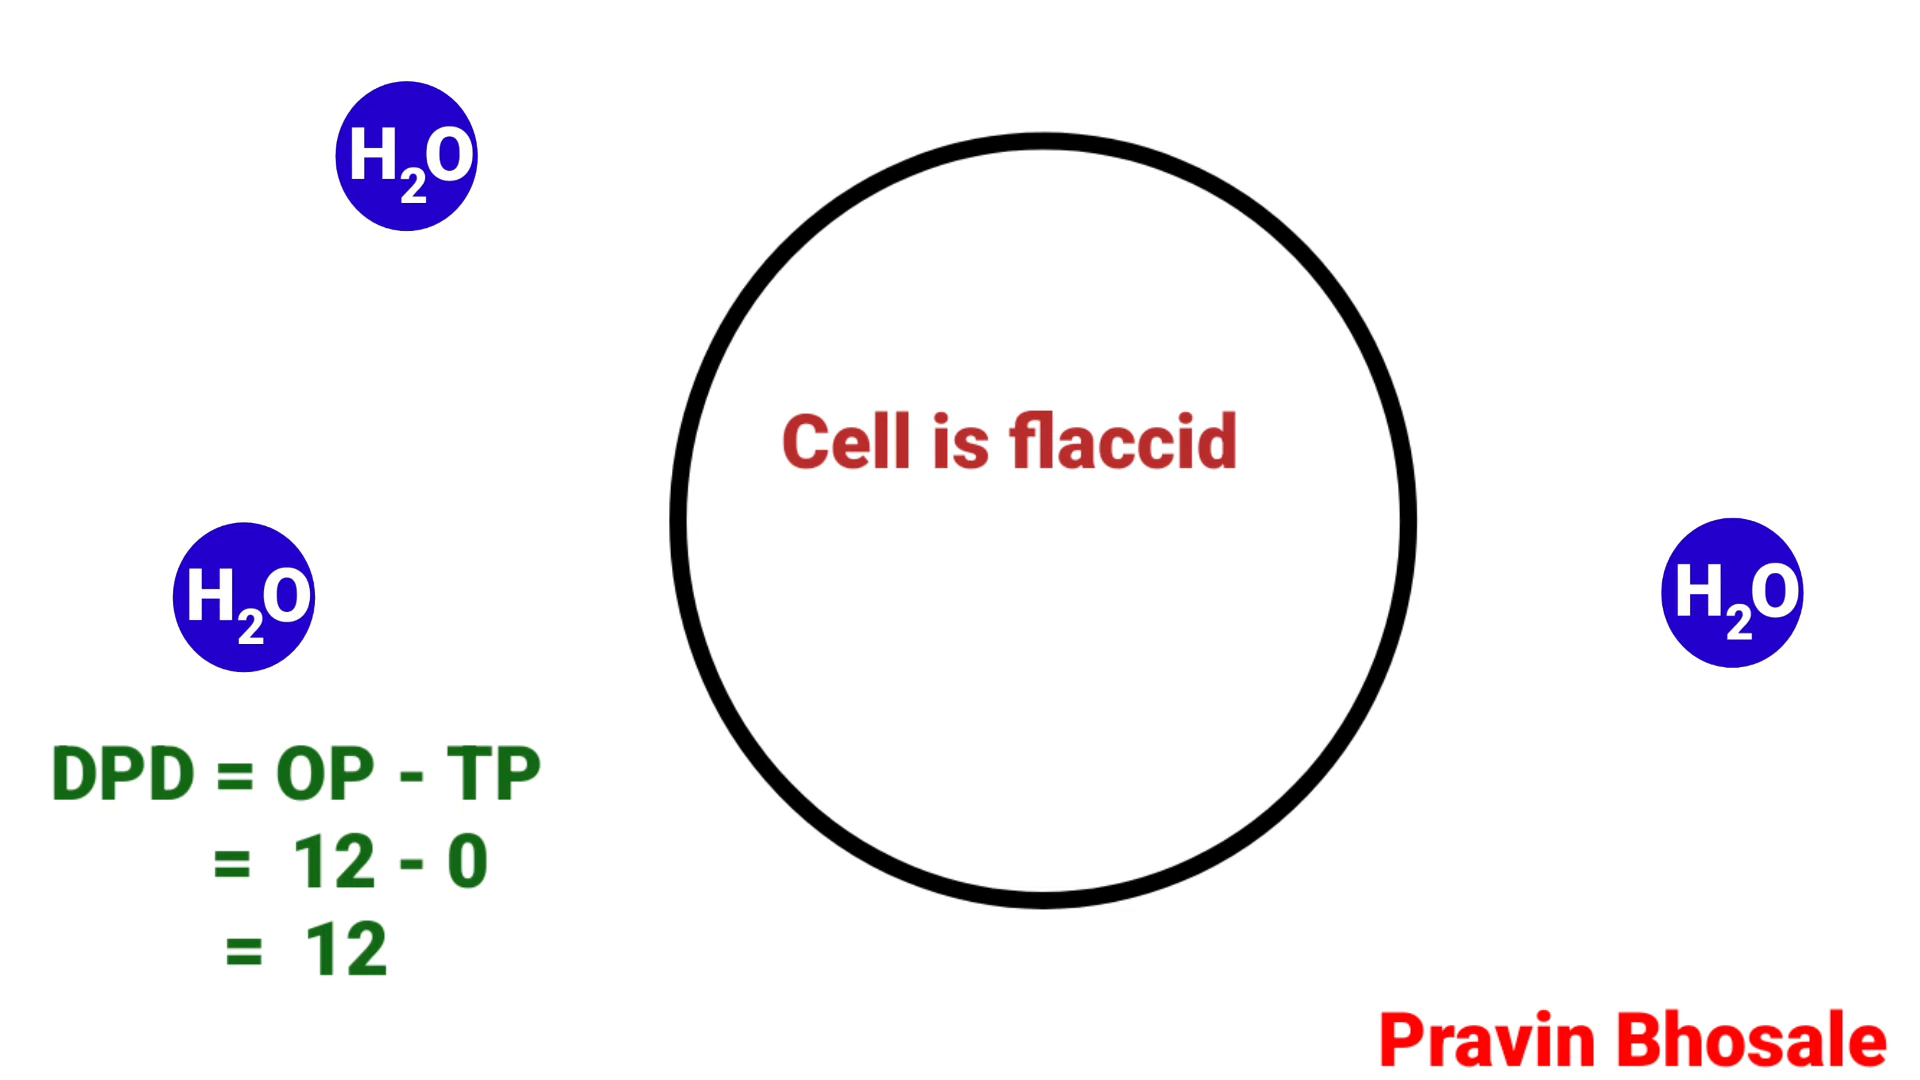 H₂O
Cell is flaccid
H₂O
H₂O
DPD = OP - TP
= 12 - 0
= 12
Pravin Bhosale